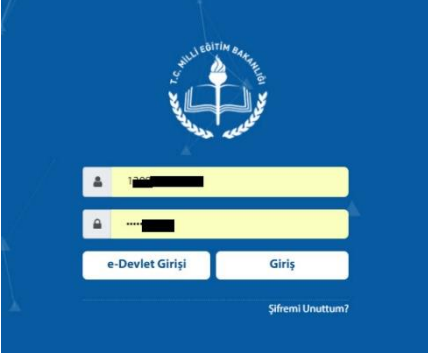 T.C. MİLLİ EĞİTİM BAKANLIĞI
e-Devlet Girişi
Giriş
Şifremi Unuttum?